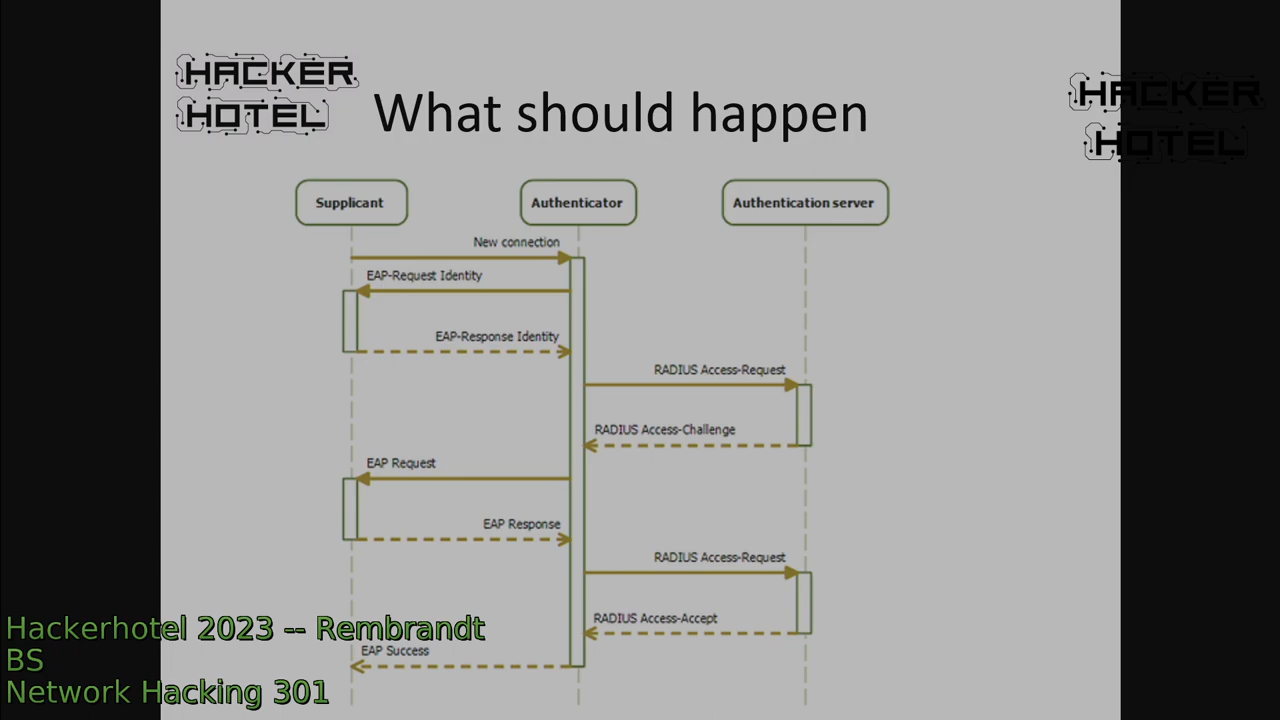 HACKER
HOTEL
What should happen
HACKER
HOTEL
Supplicant
Authenticator
Authentication server
New connection
EAP-Request Identity
EAP-Response Identity
RADIUS Access-Request
RADIUS Access-Challenge
EAP Request
EAP Response
RADIUS Access-Request
RADIUS Access-Accept
EAP Success
Hackerhotel 2023 -- Rembrandt
BS
Network Hacking 301